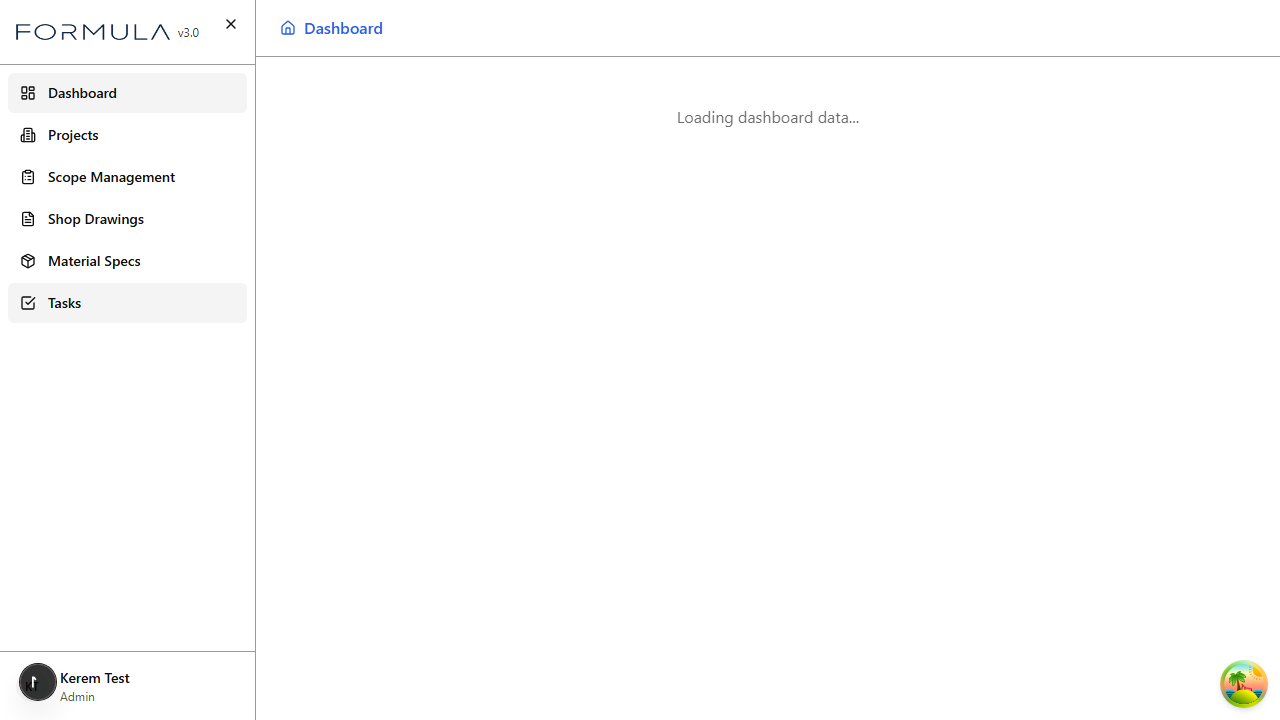 FORMULA v3.0
Dashboard
Projects
Scope Management
Shop Drawings
Material Specs
Tasks
Kerem Test
Admin
Dashboard
Loading dashboard data...